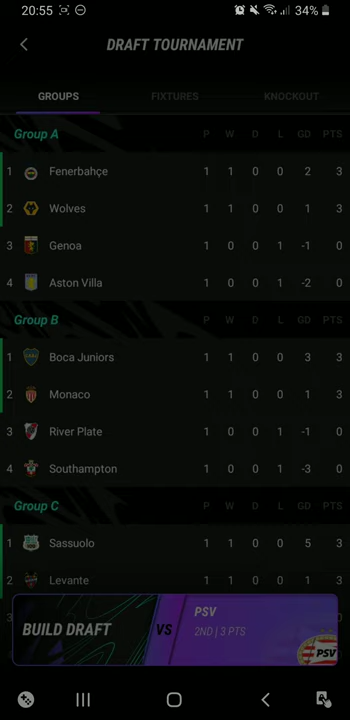 20:55 34%
DRAFT TOURNAMENT
GROUPS FIXTURES KNOCKOUT
Group A P W D L GD PTS
1 Fenerbahçe 1 1 0 0 2 3
2 Wolves 1 1 0 0 1 3
3 Genoa 1 0 0 1 -1 0
4 Aston Villa 1 0 0 1 -2 0
Group B P W D L GD PTS
1 Boca Juniors 1 1 0 0 3 3
2 Monaco 1 1 0 0 1 3
3 River Plate 1 0 0 1 -1 0
4 Southampton 1 0 0 1 -3 0
Group C P W D L GD PTS
1 Sassuolo 1 1 0 0 5 3
2 Levante 1 1 0 0 1 3
3
BUILD DRAFT VS PSV
2ND | 3 PTS
PSV